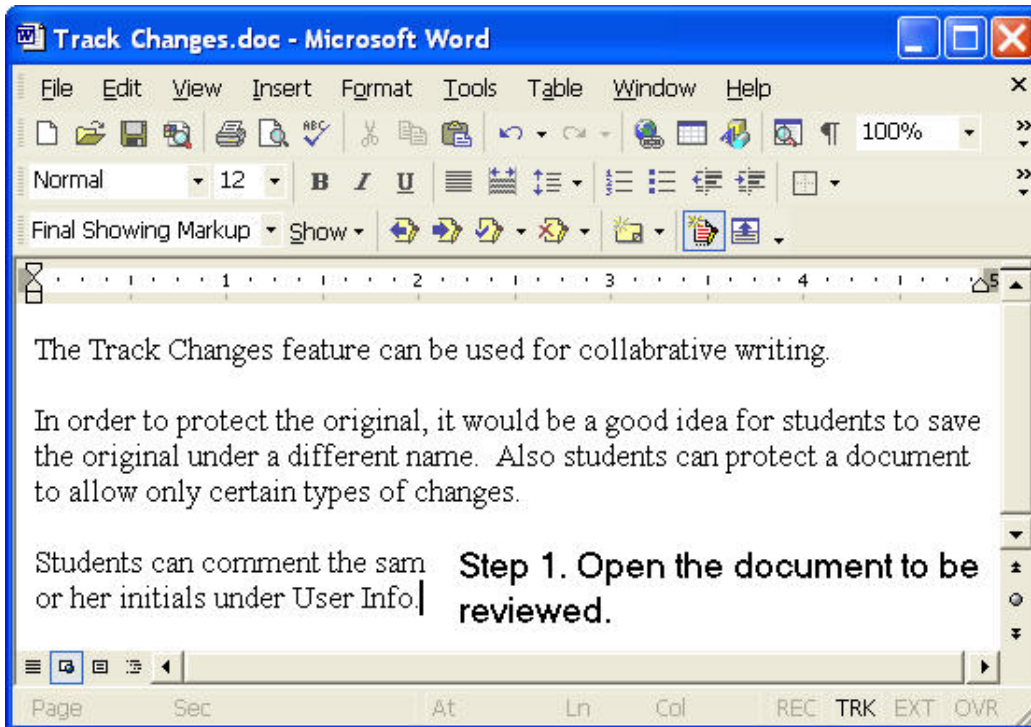 Track Changes.doc - Microsoft Word
File Edit View Insert Format Tools Table Window Help
ABC 100%
Normal 12 B I U
Final Showing Markup Show
1 2 3 4 5
The Track Changes feature can be used for collabrative writing.
In order to protect the original, it would be a good idea for students to save
the original under a different name. Also students can protect a document
to allow only certain types of changes.
Students can comment the sam
or her initials under User Info.
Step 1. Open the document to be
reviewed.
Page Sec At Ln Col REC TRK EXT OVR